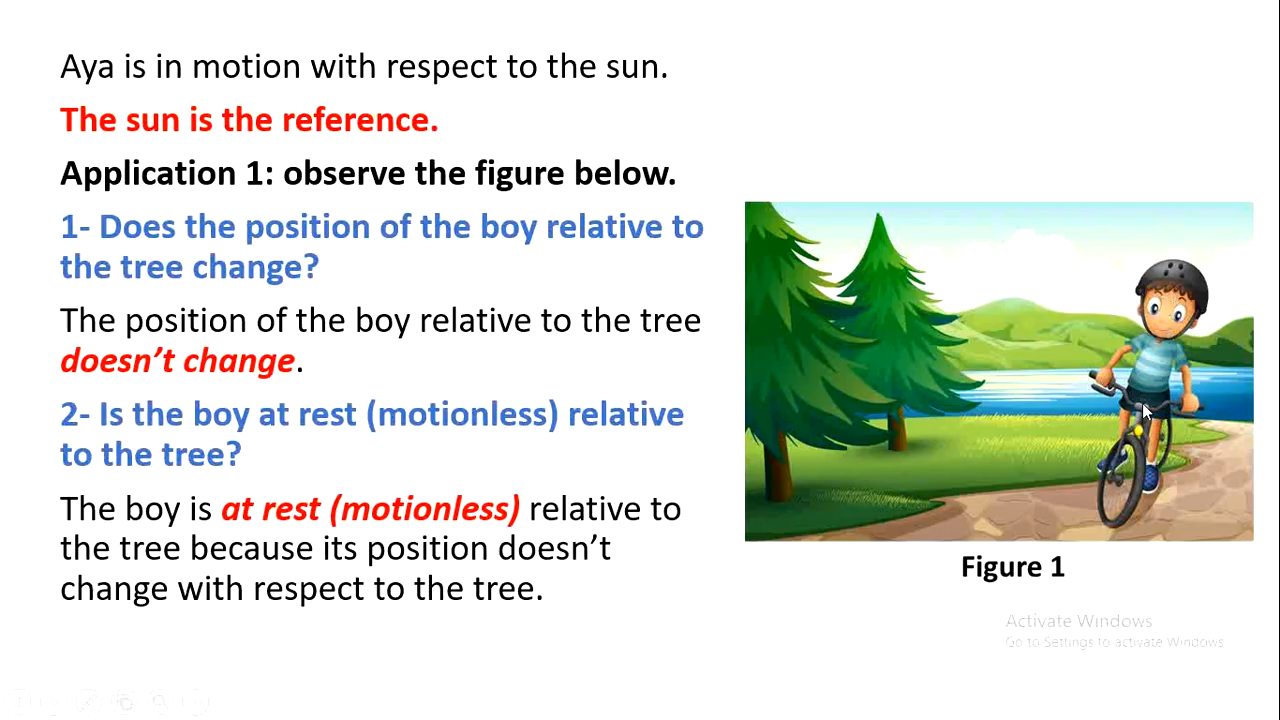 Aya is in motion with respect to the sun.
The sun is the reference.
Application 1: observe the figure below.
1- Does the position of the boy relative to
the tree change?
The position of the boy relative to the tree
doesn’t change.
2- Is the boy at rest (motionless) relative
to the tree?
The boy is at rest (motionless) relative to
the tree because its position doesn’t
change with respect to the tree.
Figure 1
Activate Windows
Go to Settings to activate Windows